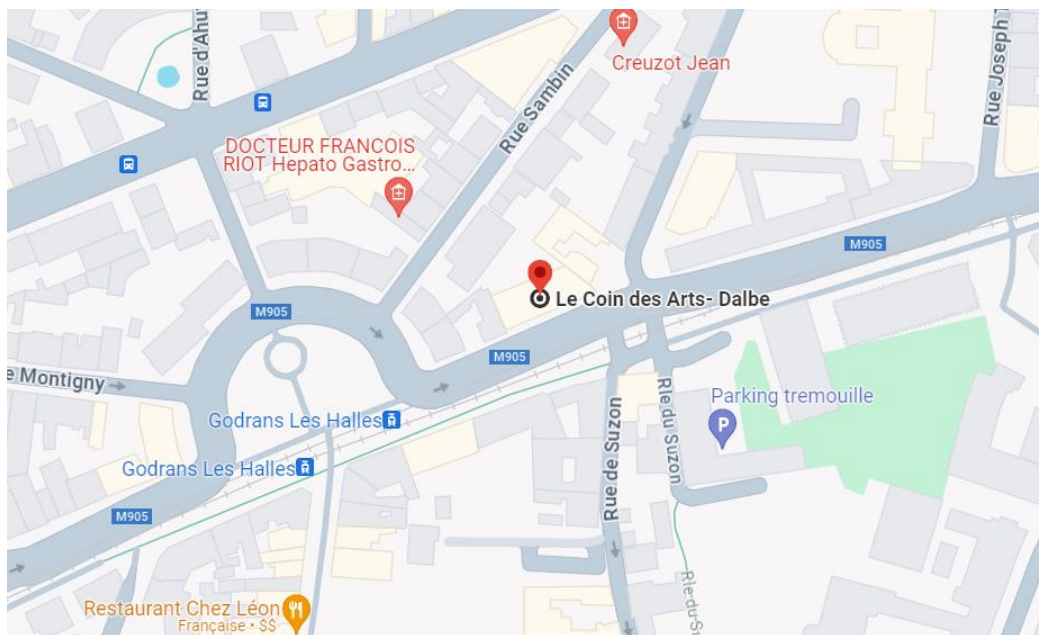 Rue d'Ahuy
Creuzot Jean
Rue Sambin
Rue Joseph T
DOCTEUR FRANCOIS
RIOT Hépato Gastro...
M905
Le Coin des Arts- Dalbe
M905
M905
e Montigny
Parking tremouille
P
Godrans Les Halles
Godrans Les Halles
Rue de Suzon
Rle du Suzon
M905
Rle du Su
Restaurant Chez Léon
Française • $$